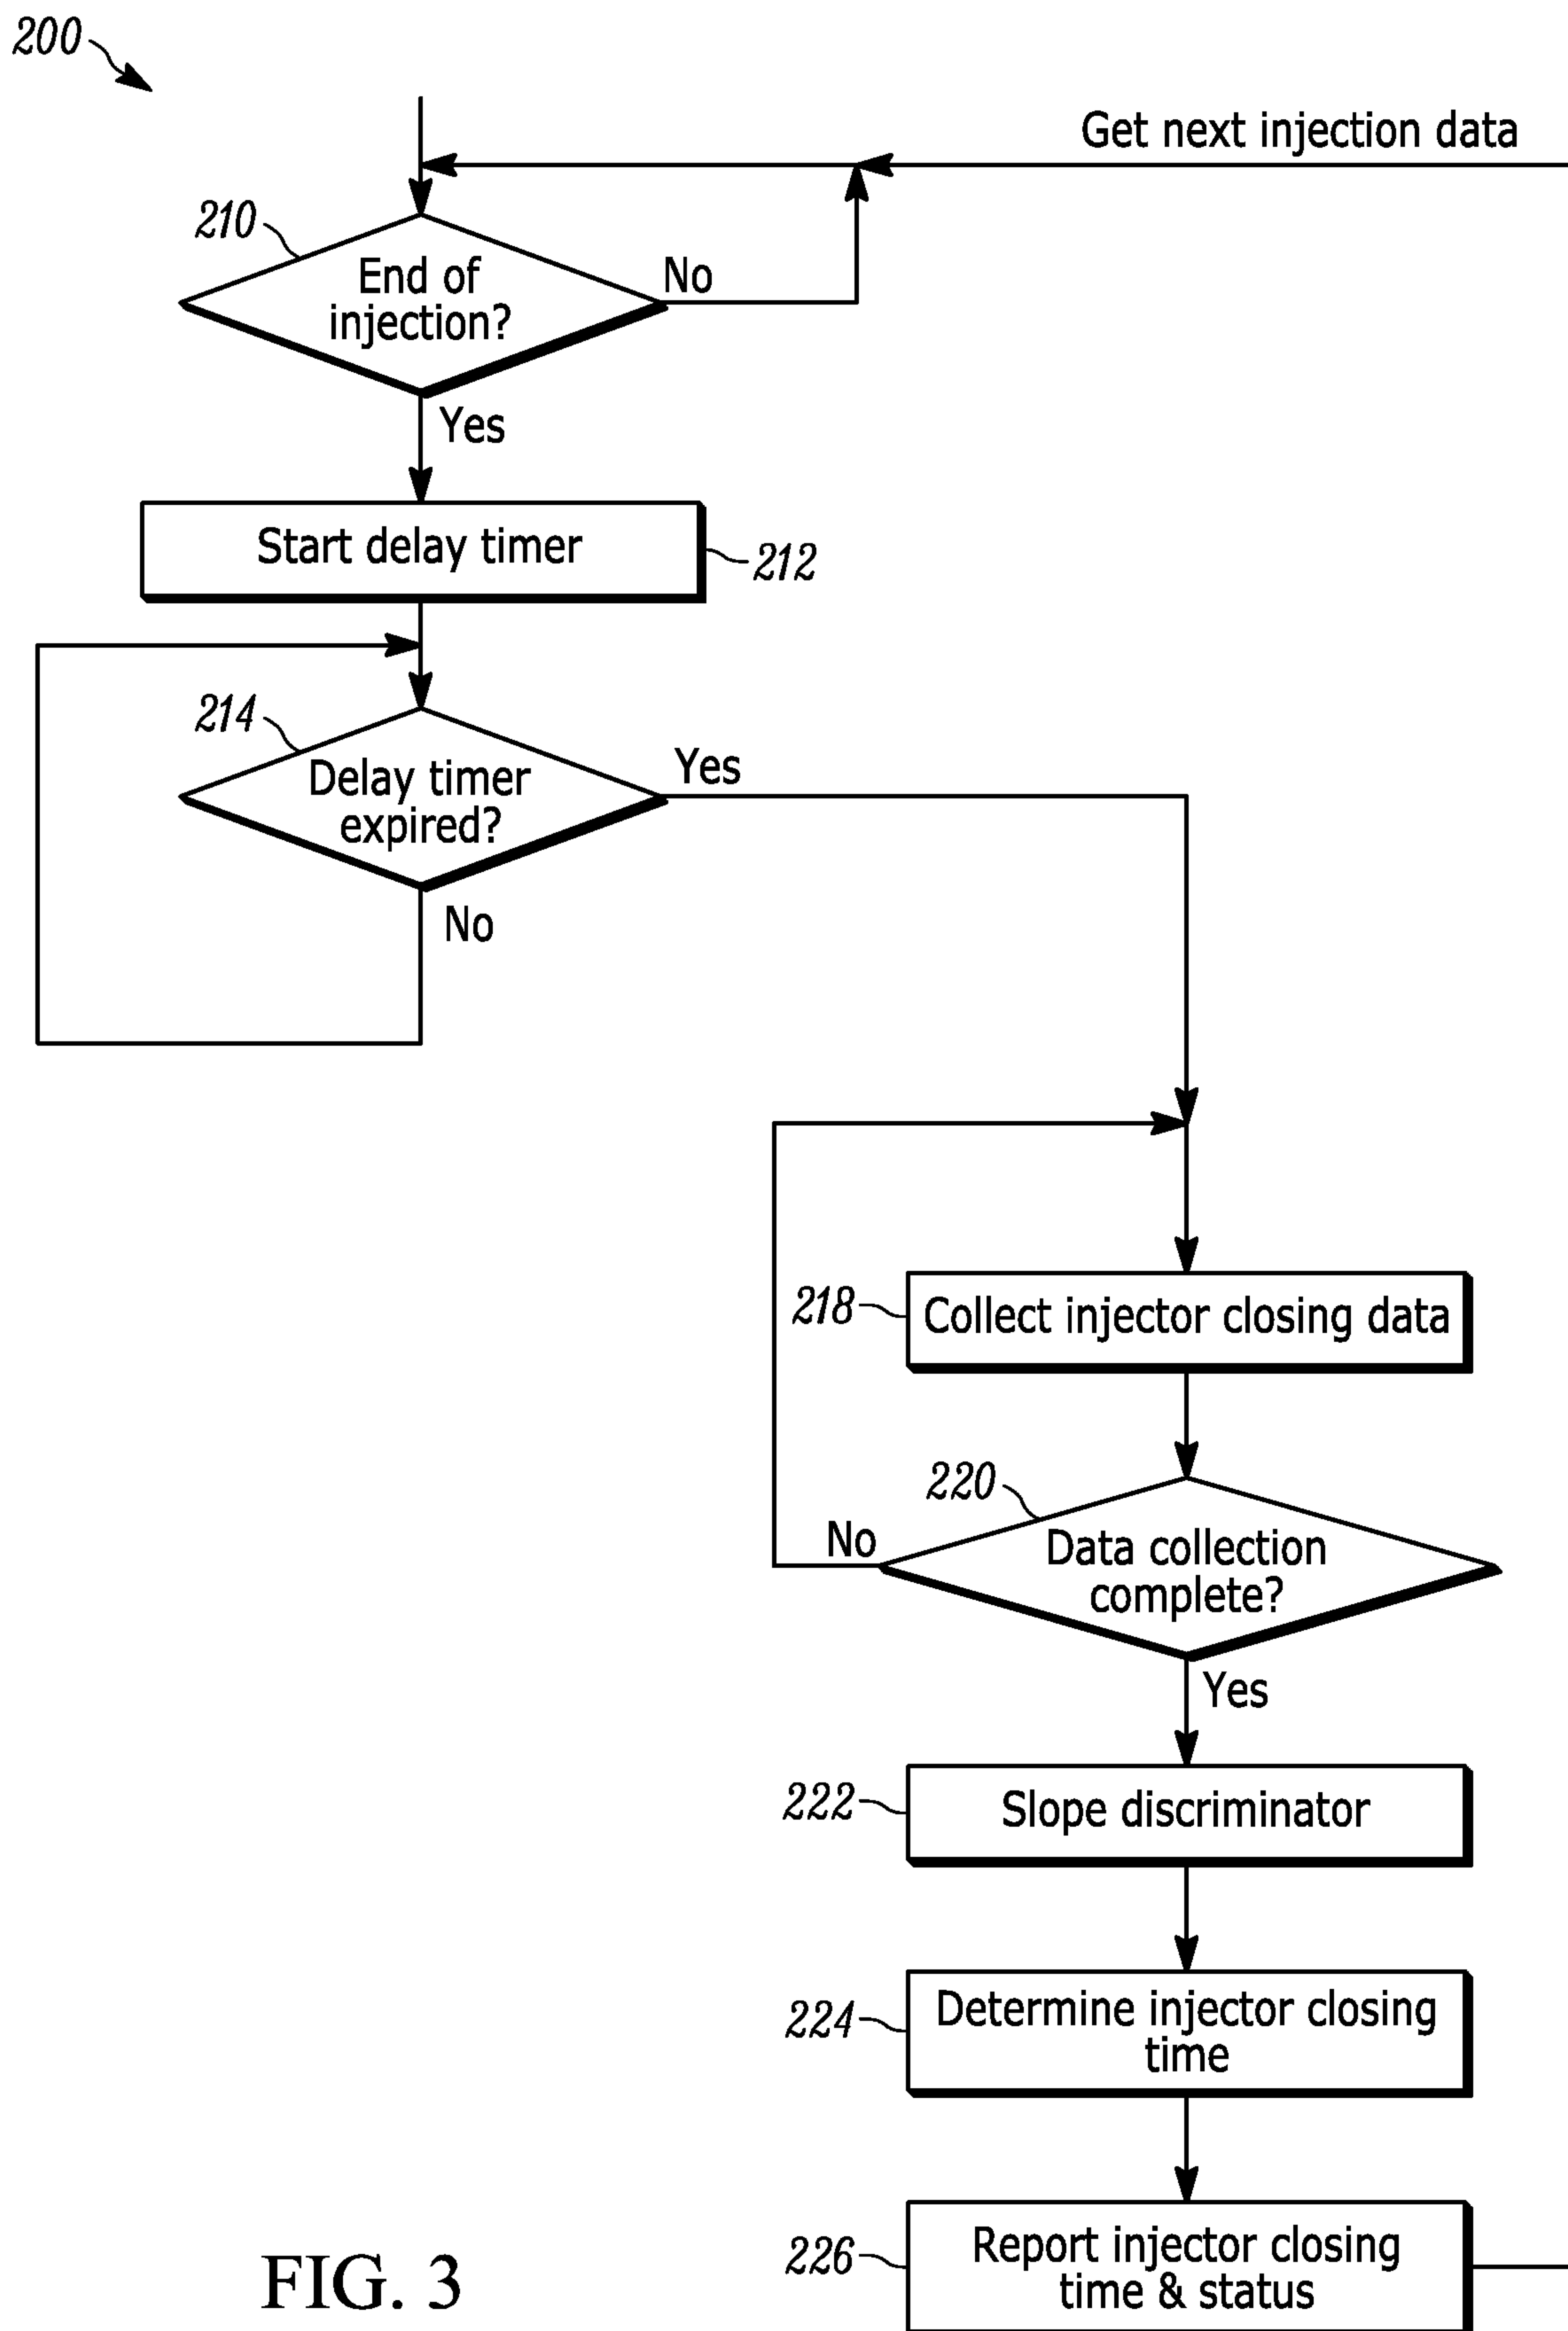 200
Get next injection data
210
End of
injection?
No
Yes
Start delay timer
212
214
Delay timer
expired?
Yes
No
218
Collect injector closing data
220
No
Data collection
complete?
Yes
222
Slope discriminator
224
Determine injector closing
time
226
Report injector closing
time & status
FIG. 3